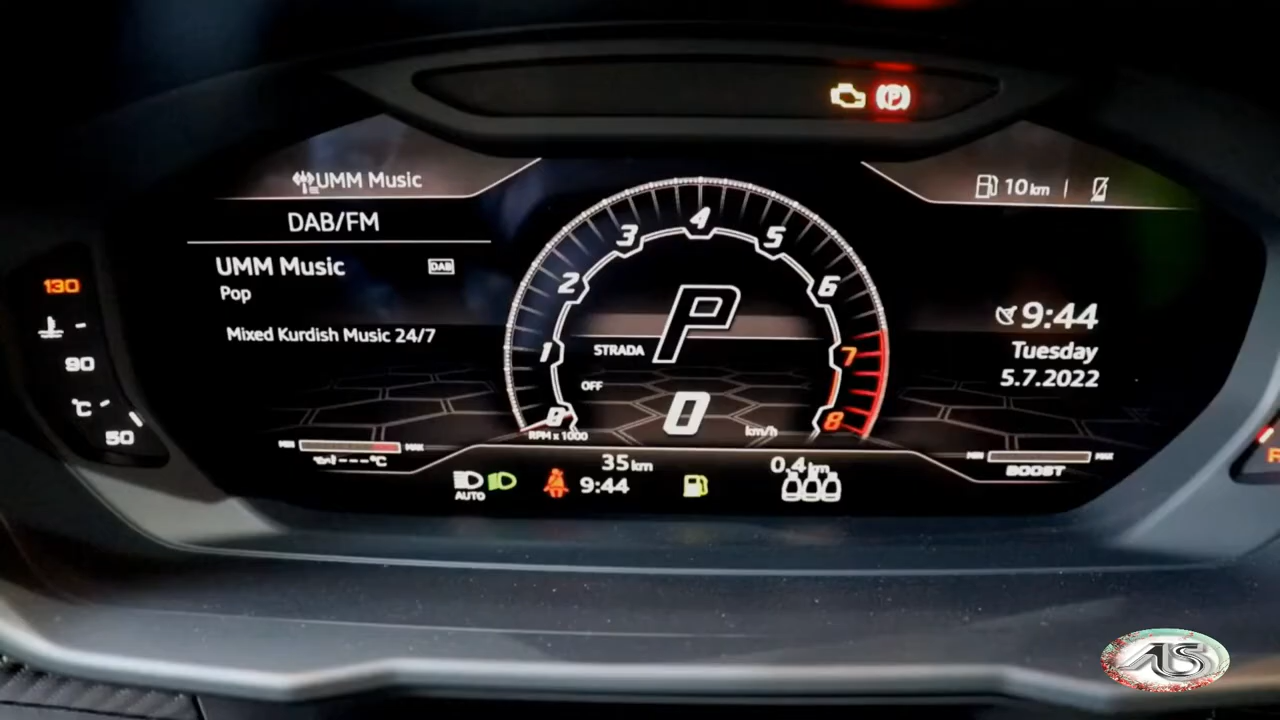 UMM Music
10 km
DAB/FM
UMM Music
DAB
Pop
Mixed Kurdish Music 24/7
130
90
°C
50
0
1
2
3
4
5
6
7
8
P
STRADA
OFF
0
km/h
RPM x 1000
9:44
Tuesday
5.7.2022
MIN
MAX
---°C
MIN
MAX
BOOST
35 km
0.4 km
AUTO
9:44
P
R
AS